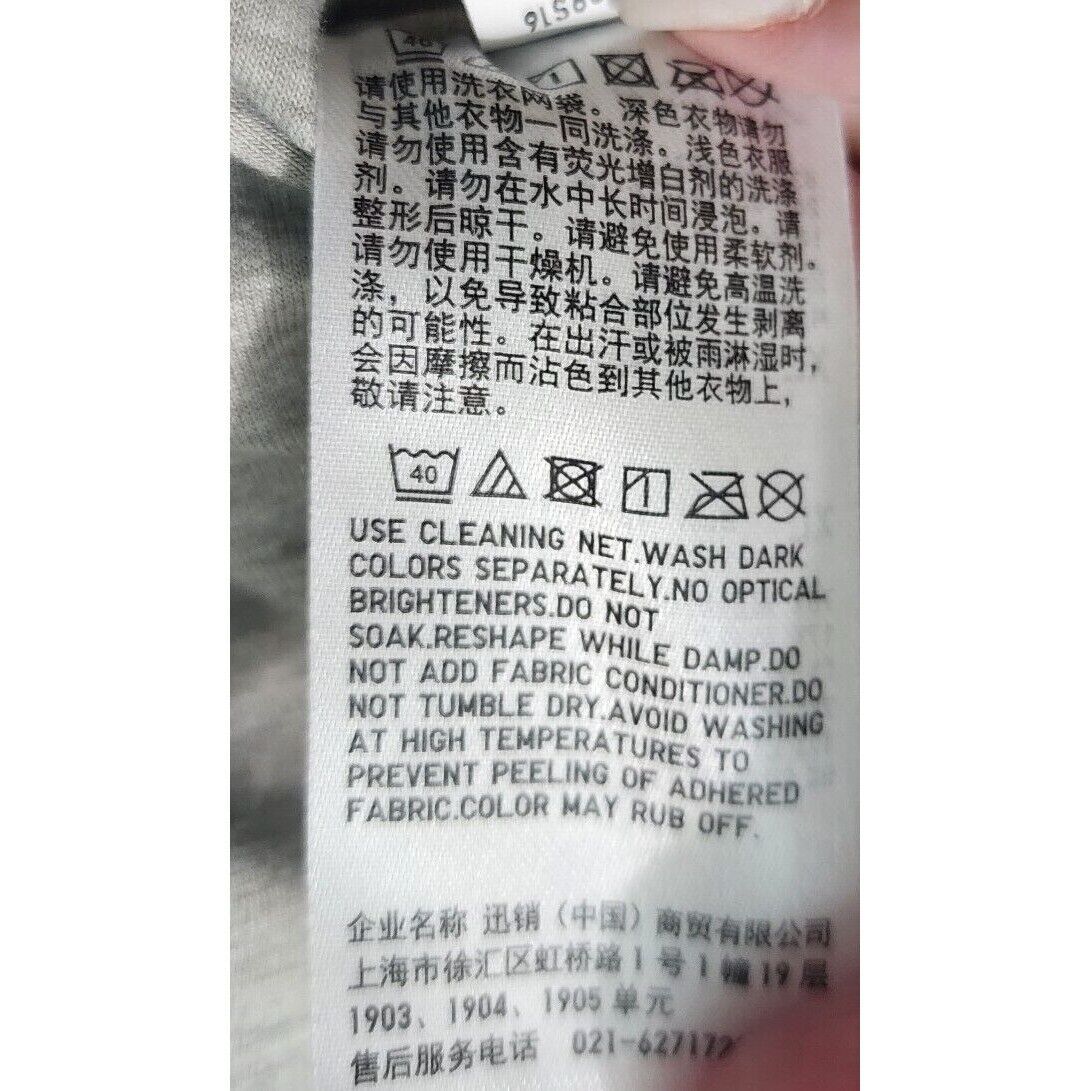 40
请使用洗衣网袋。深色衣物请勿
与其他衣物一同洗涤。浅色衣服
请勿使用含有荧光增白剂的洗涤
剂。请勿在水中长时间浸泡。请
整形后晾干。请避免使用柔软剂。
请勿使用干燥机。请避免高温洗
涤，以免导致粘合部位发生剥离
的可能性。在出汗或被雨淋湿时，
会因摩擦而沾色到其他衣物上，
敬请注意。
40
USE CLEANING NET.WASH DARK
COLORS SEPARATELY.NO OPTICAL
BRIGHTENERS.DO NOT
SOAK.RESHAPE WHILE DAMP.DO
NOT ADD FABRIC CONDITIONER.DO
NOT TUMBLE DRY.AVOID WASHING
AT HIGH TEMPERATURES TO
PREVENT PEELING OF ADHERED
FABRIC.COLOR MAY RUB OFF.
企业名称 迅销（中国）商贸有限公司
上海市徐汇区虹桥路1号1幢19层
1903、1904、1905单元
售后服务电话 021-627172